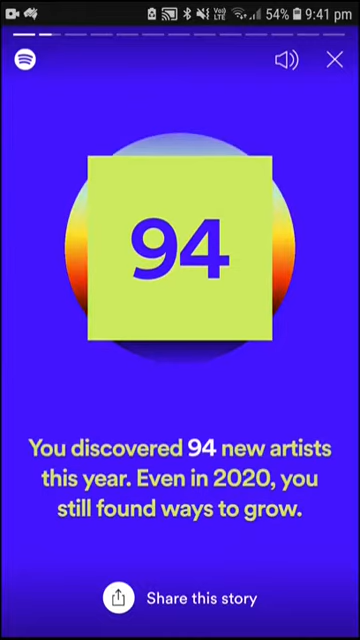 54% 9:41 pm
94
You discovered 94 new artists
this year. Even in 2020, you
still found ways to grow.
Share this story